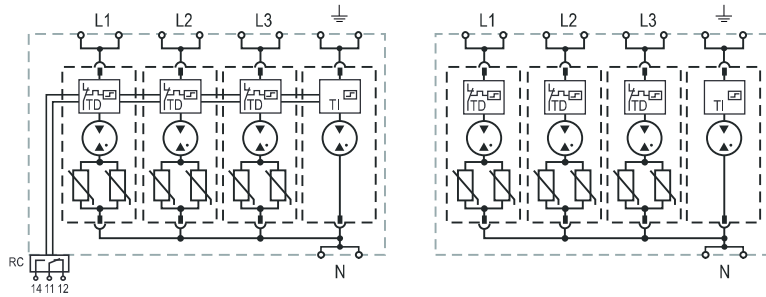 L1 L2 L3 L1 L2 L3
TD TD TD TI TD TD TD TI
RC
14 11 12
N N